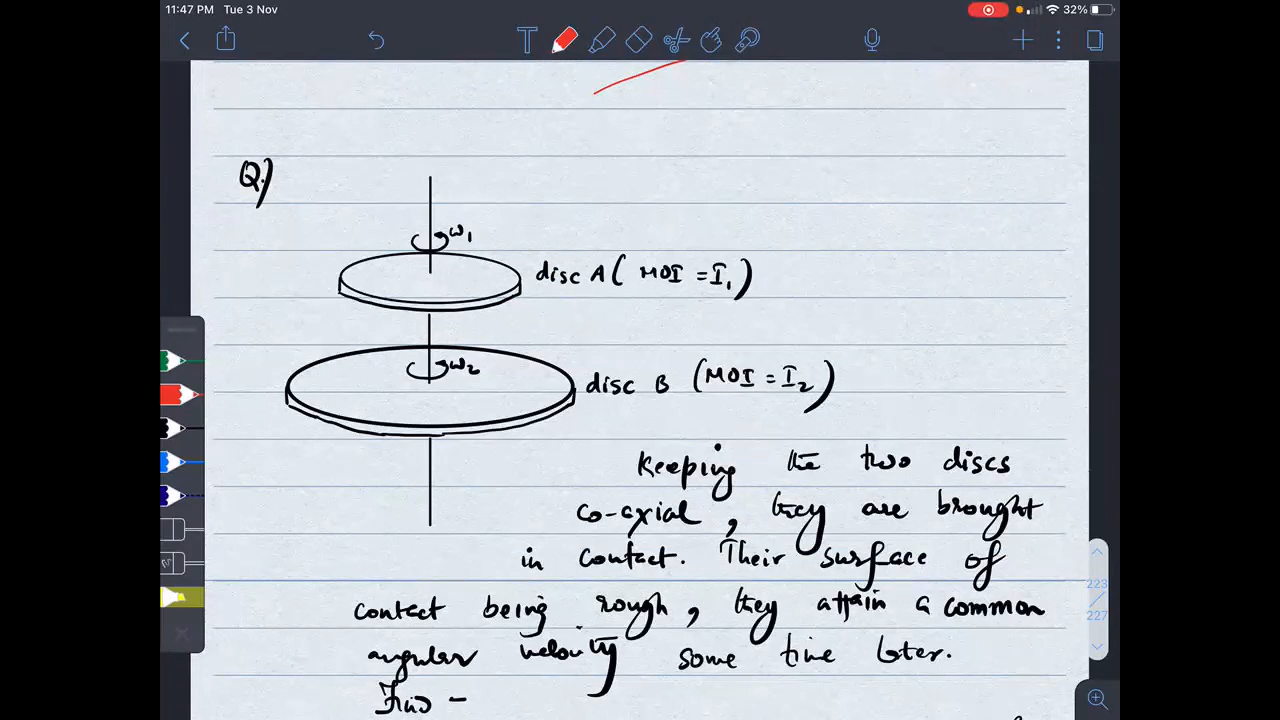 11:47 PM Tue 3 Nov
32%
Q.)
ω1
disc A ( MOI = I1 )
ω2
disc B (MOI = I2 )
Keeping the two discs
co-axial, they are brought
in contact. Their surface of
contact being rough, they attain a common
angular velocity some time later.
Find -
223
/
227